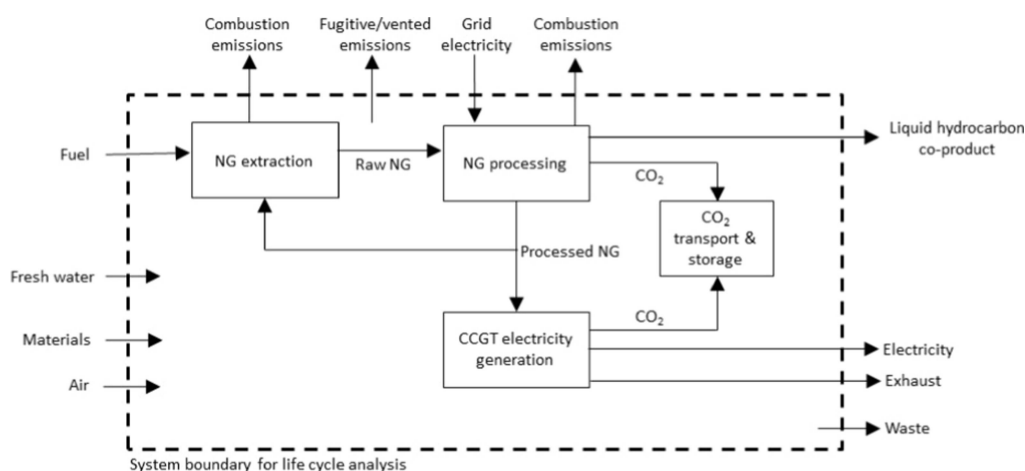 Combustion
emissions
Fugitive/vented
emissions
Grid
electricity
Combustion
emissions
Fuel
NG extraction
Raw NG
NG processing
Liquid hydrocarbon
co-product
CO₂
CO₂
transport &
storage
Fresh water
Processed NG
Materials
CCGT electricity
generation
CO₂
Electricity
Air
Exhaust
Waste
System boundary for life cycle analysis